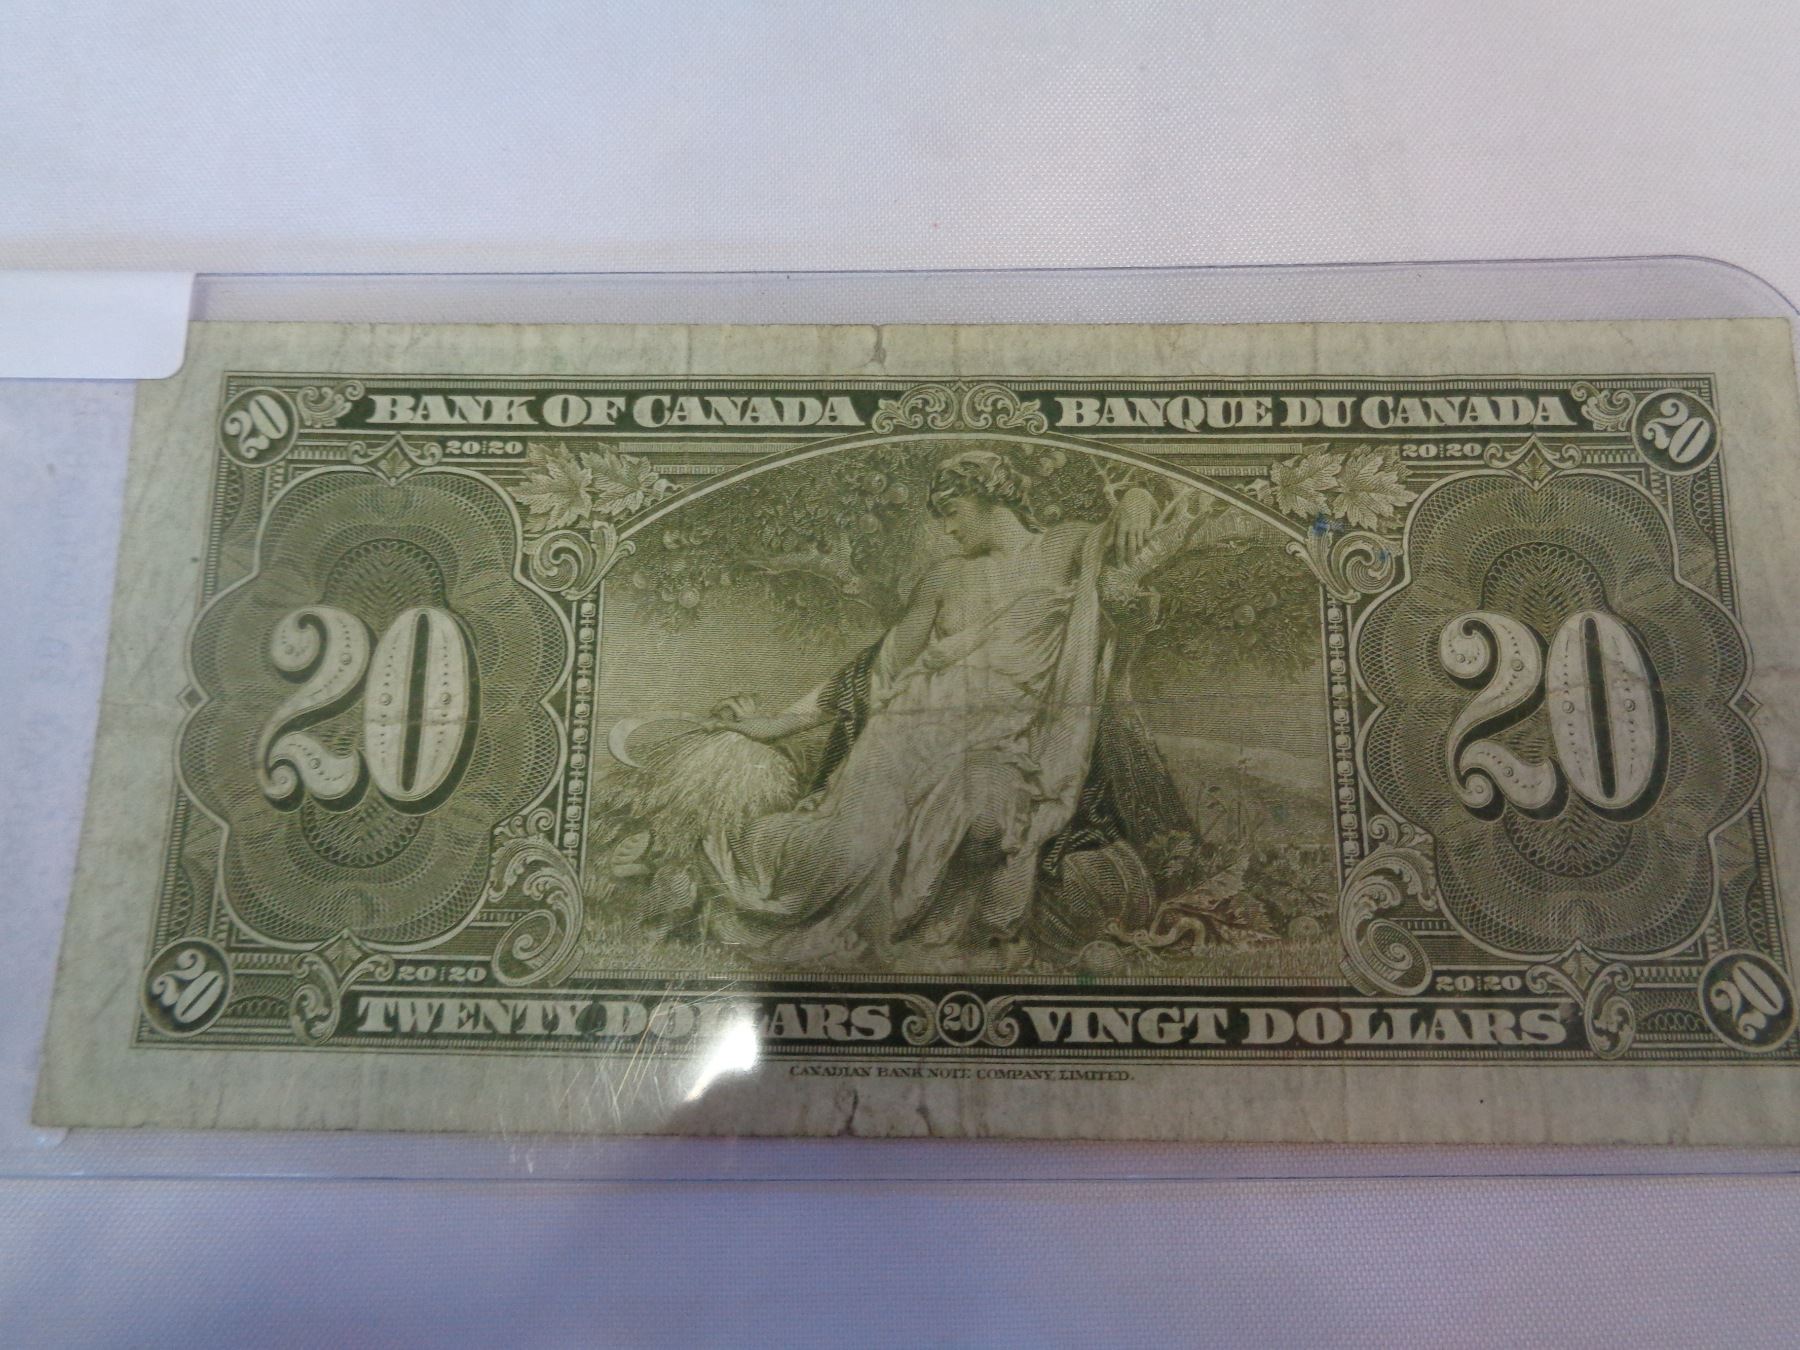 20 BANK OF CANADA BANQUE DU CANADA 20
20 20 20 20
20 20
20 20 20 20
20 TWENTY DOLLARS 20 VINGT DOLLARS 20
CANADIAN BANK NOTE COMPANY, LIMITED.